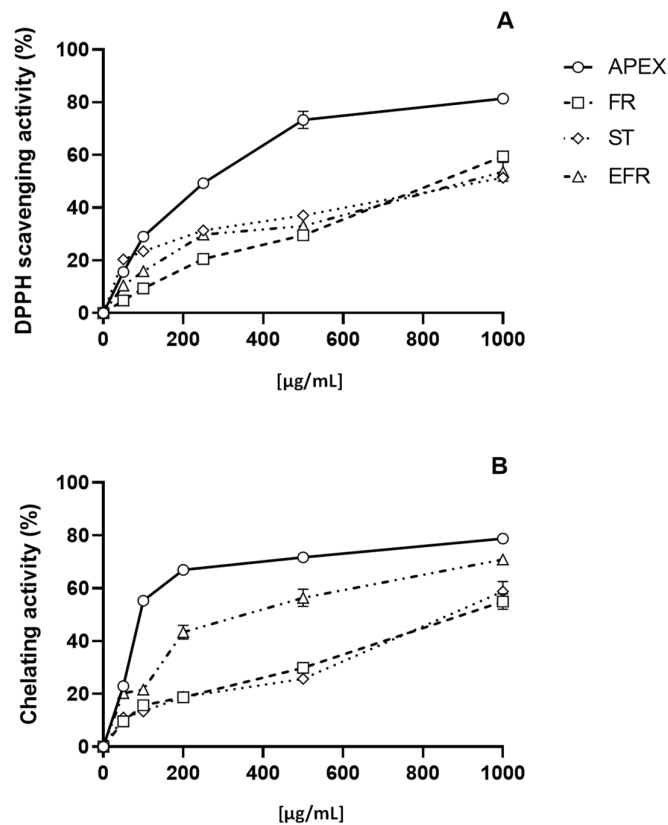 A
DPPH scavenging activity (%)
100
80
60
40
20
0
0 200 400 600 800 1000
[µg/mL]
APEX
FR
ST
EFR
B
Chelating activity (%)
100
80
60
40
20
0
0 200 400 600 800 1000
[µg/mL]